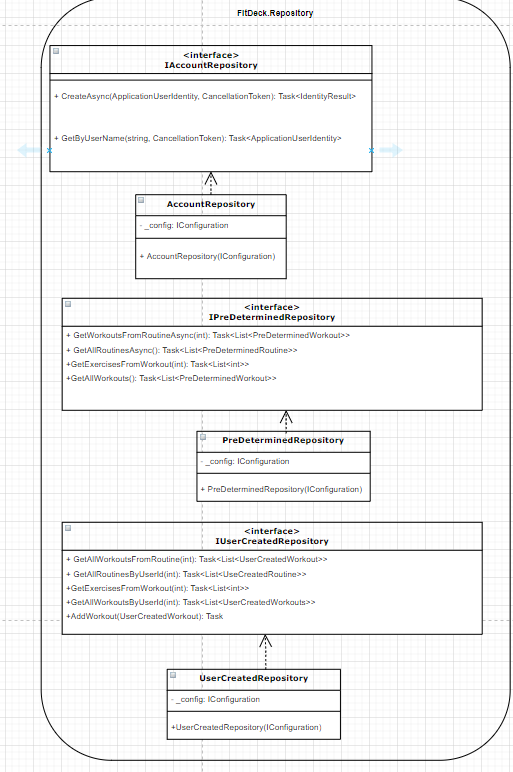 FitDeck.Repository
<interface>
IAccountRepository
+ CreateAsync(ApplicationUserIdentity, CancellationToken): Task<IdentityResult>
+ GetByUserName(string, CancellationToken): Task<ApplicationUserIdentity>
AccountRepository
- _config: IConfiguration
+ AccountRepository(IConfiguration)
<interface>
IPreDeterminedRepository
+ GetWorkoutsFromRoutineAsync(int): Task<List<PreDeterminedWorkout>>
+ GetAllRoutinesAsync(): Task<List<PreDeterminedRoutine>>
+GetExercisesFromWorkout(int): Task<List<int>>
+GetAllWorkouts(): Task<List<PreDeterminedWorkout>>
PreDeterminedRepository
- _config: IConfiguration
+ PreDeterminedRepository(IConfiguration)
<interface>
IUserCreatedRepository
+ GetAllWorkoutsFromRoutine(int): Task<List<UserCreatedWorkout>>
+ GetAllRoutinesByUserId(int): Task<List<UseCreatedRoutine>>
+GetExercisesFromWorkout(int): Task<List<int>>
+GetAllWorkoutsByUserId(int): Task<List<UserCreatedWorkouts>>
+AddWorkout(UserCreatedWorkout): Task
UserCreatedRepository
- _config: IConfiguration
+UserCreatedRepository(IConfiguration)